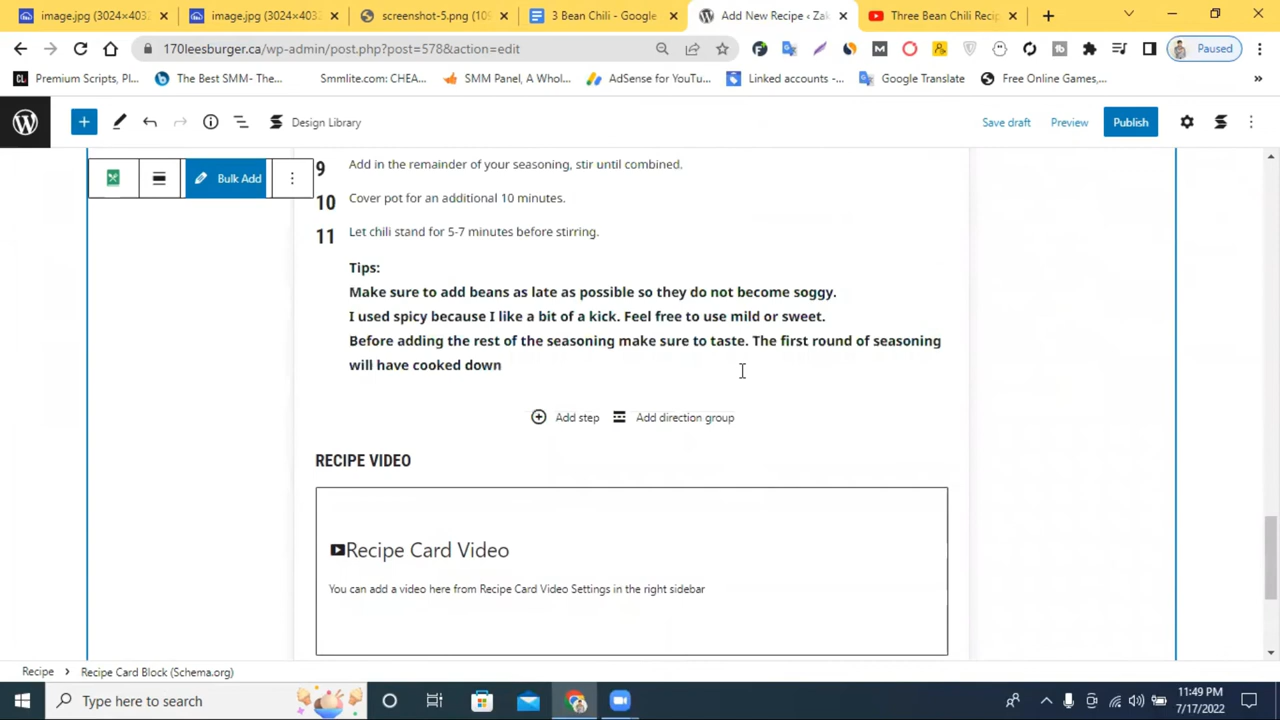 image.jpg (3024×403:
image.jpg (3024×403:
screenshot-5.png (109
3 Bean Chili - Google
Add New Recipe ‹ Zak
Three Bean Chili Reci
170leesburger.ca/wp-admin/post.php?post=578&action=edit
Paused
Premium Scripts, Pl...
The Best SMM- The...
Smmlite.com: CHEA...
SMM Panel, A Whol...
AdSense for YouTu...
Linked accounts -...
Google Translate
Free Online Games,...
»
Design Library
Save draft
Preview
Publish
Bulk Add
9 Add in the remainder of your seasoning, stir until combined.
10 Cover pot for an additional 10 minutes.
11 Let chili stand for 5-7 minutes before stirring.
Tips:
Make sure to add beans as late as possible so they do not become soggy.
I used spicy because I like a bit of a kick. Feel free to use mild or sweet.
Before adding the rest of the seasoning make sure to taste. The first round of seasoning
will have cooked down
Add step
Add direction group
RECIPE VIDEO
Recipe Card Video
You can add a video here from Recipe Card Video Settings in the right sidebar
Recipe > Recipe Card Block (Schema.org)
Type here to search
11:49 PM
7/17/2022